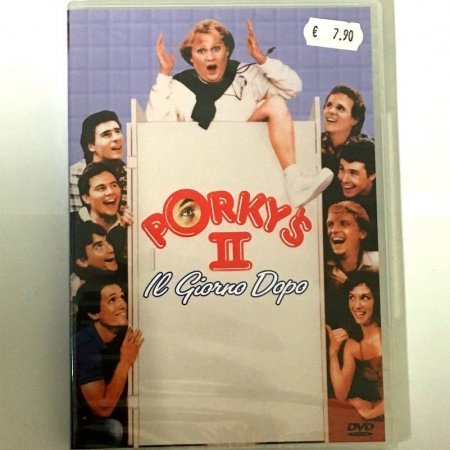 € 7.90
PORKY'S
II
Il Giorno Dopo
DVD